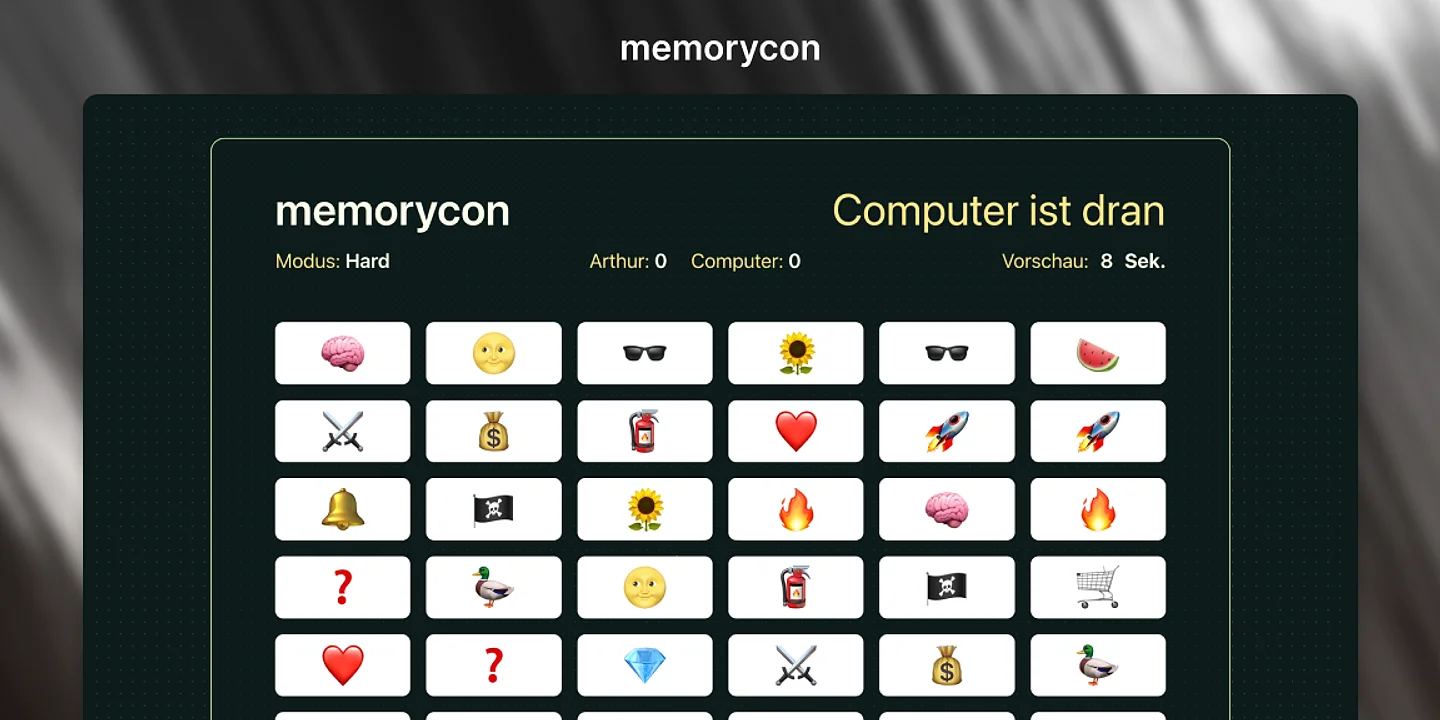 memorycon
memorycon
Computer ist dran
Modus: Hard
Arthur: 0 Computer: 0
Vorschau: 8 Sek.